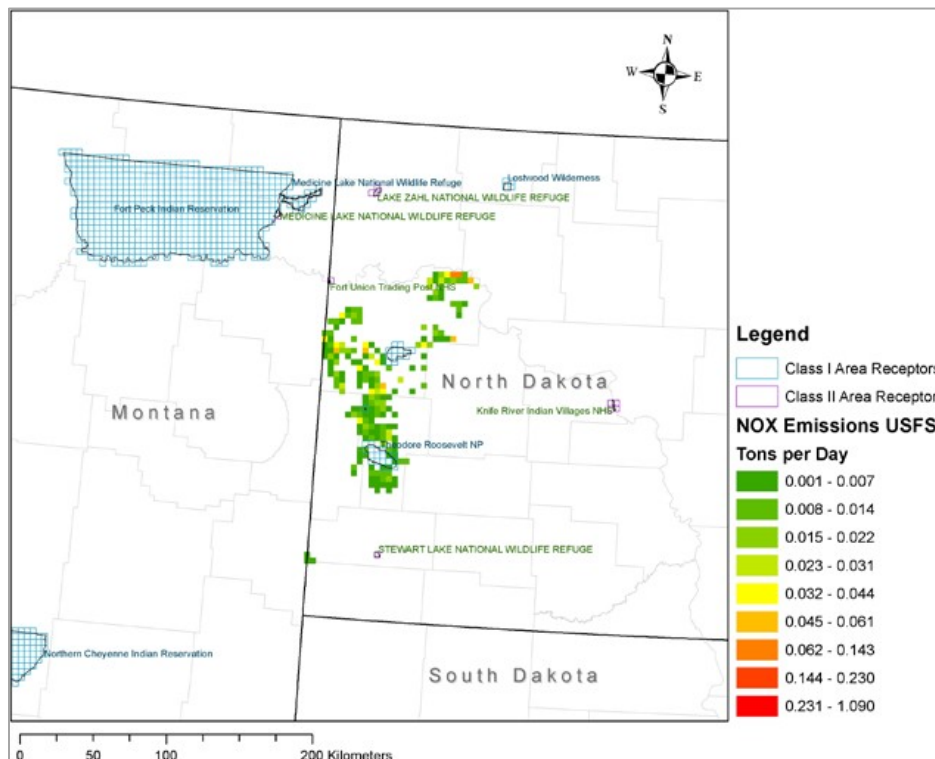 N
W E
S
Medicine Lake National Wildlife Refuge
Lostwood Wilderness
LAKE ZAHL NATIONAL WILDLIFE REFUGE
Fort Peck Indian Reservation
MEDICINE LAKE NATIONAL WILDLIFE REFUGE
Fort Union Trading Post NHS
North Dakota
Montana
Knife River Indian Villages NHS
Theodore Roosevelt NP
STEWART LAKE NATIONAL WILDLIFE REFUGE
Northern Cheyenne Indian Reservation
South Dakota
0 50 100 200 Kilometers
Legend
Class I Area Receptors
Class II Area Receptor
NOX Emissions USFS
Tons per Day
0.001 - 0.007
0.008 - 0.014
0.015 - 0.022
0.023 - 0.031
0.032 - 0.044
0.045 - 0.061
0.062 - 0.143
0.144 - 0.230
0.231 - 1.090